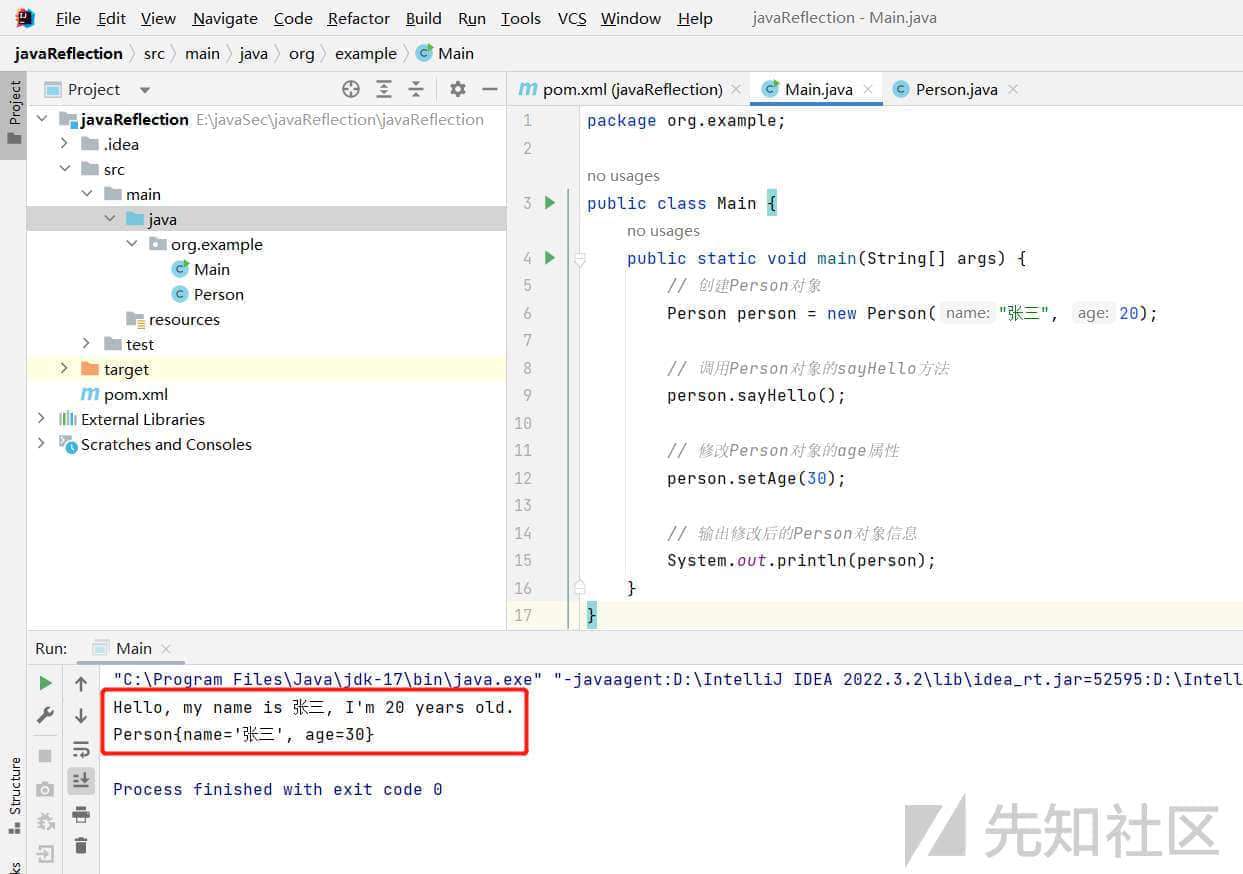 File Edit View Navigate Code Refactor Build Run Tools VCS Window Help javaReflection - Main.java
javaReflection src main java org example Main
Project
Project
pom.xml (javaReflection) Main.java Person.java
javaReflection E:\javaSec\javaReflection\javaReflection
.idea
src
main
java
org.example
Main
Person
resources
test
target
pom.xml
External Libraries
Scratches and Consoles
1 package org.example;
2
no usages
3 public class Main {
no usages
4 public static void main(String[] args) {
5 // 创建Person对象
6 Person person = new Person( name: "张三", age: 20);
7
8 // 调用Person对象的sayHello方法
9 person.sayHello();
10
11 // 修改Person对象的age属性
12 person.setAge(30);
13
14 // 输出修改后的Person对象信息
15 System.out.println(person);
16 }
17 }
Run: Main
"C:\Program Files\Java\jdk-17\bin\java.exe" "-javaagent:D:\IntelliJ IDEA 2022.3.2\lib\idea_rt.jar=52595:D:\Intell
Hello, my name is 张三, I'm 20 years old.
Person{name='张三', age=30}
Process finished with exit code 0
Structure
先知社区